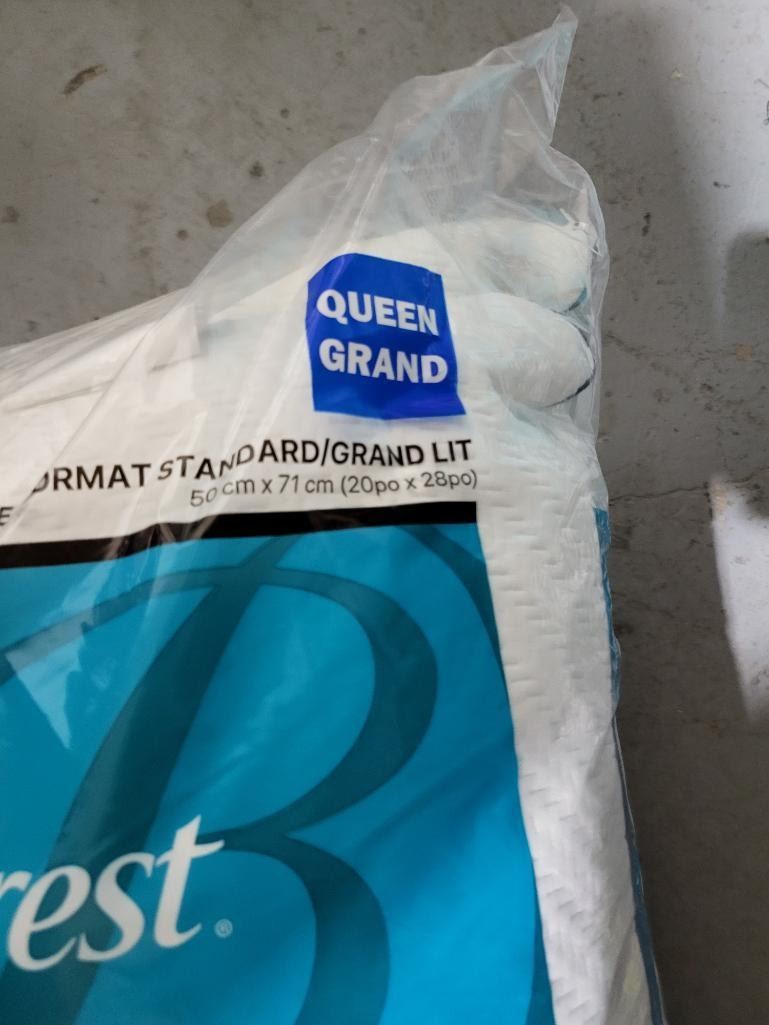 QUEEN
GRAND
ORMAT STANDARD/GRAND LIT
E 50 cm x 71 cm (20po x 28po)
rest®